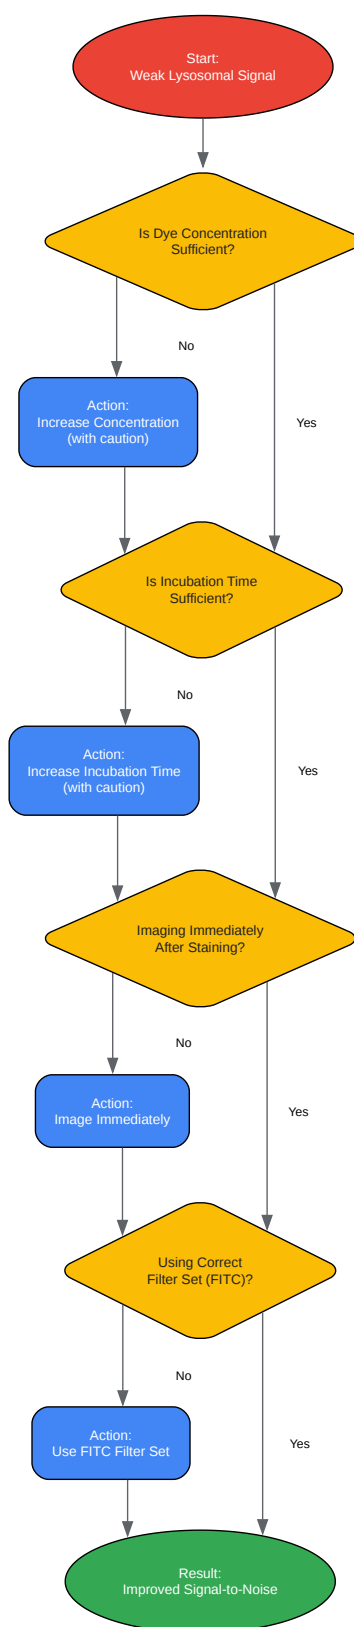 Start:
Weak Lysosomal Signal
Is Dye Concentration
Sufficient?
No
Action:
Increase Concentration
(with caution)
Yes
Is Incubation Time
Sufficient?
No
Action:
Increase Incubation Time
(with caution)
Yes
Imaging Immediately
After Staining?
No
Action:
Image Immediately
Yes
Using Correct
Filter Set (FITC)?
No
Action:
Use FITC Filter Set
Yes
Result:
Improved Signal-to-Noise